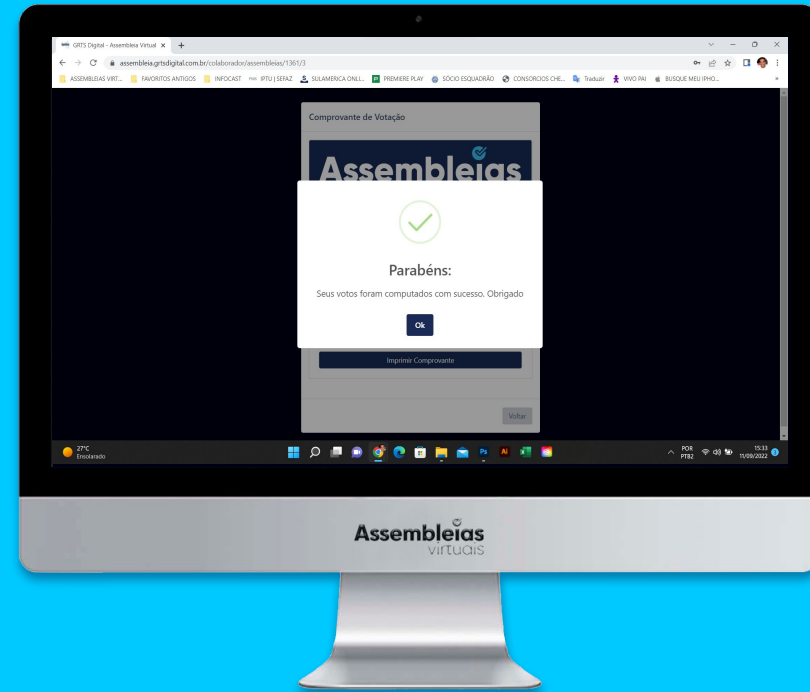 GRTS Digital - Assembleia Virtual
assembleia.grtsdigital.com.br/colaborador/assembleias/1361/3
ASSEMBLEIAS VIRT... FAVORITOS ANTIGOS INFOCAST IPTU | SEFAZ SULAMERICA ONLI... PREMIERE PLAY SÓCIO ESQUADRÃO CONSORCIOS CHE... Traduzir VIVO PAI BUSQUE MEU IPHO... »
Comprovante de Votação
Assembleias
Parabéns:
Seus votos foram computados com sucesso. Obrigado
Ok
Imprimir Comprovante
Voltar
27°C
Ensolarado
POR
PTB2
15:33
11/09/2022
Assembleias
virtuais